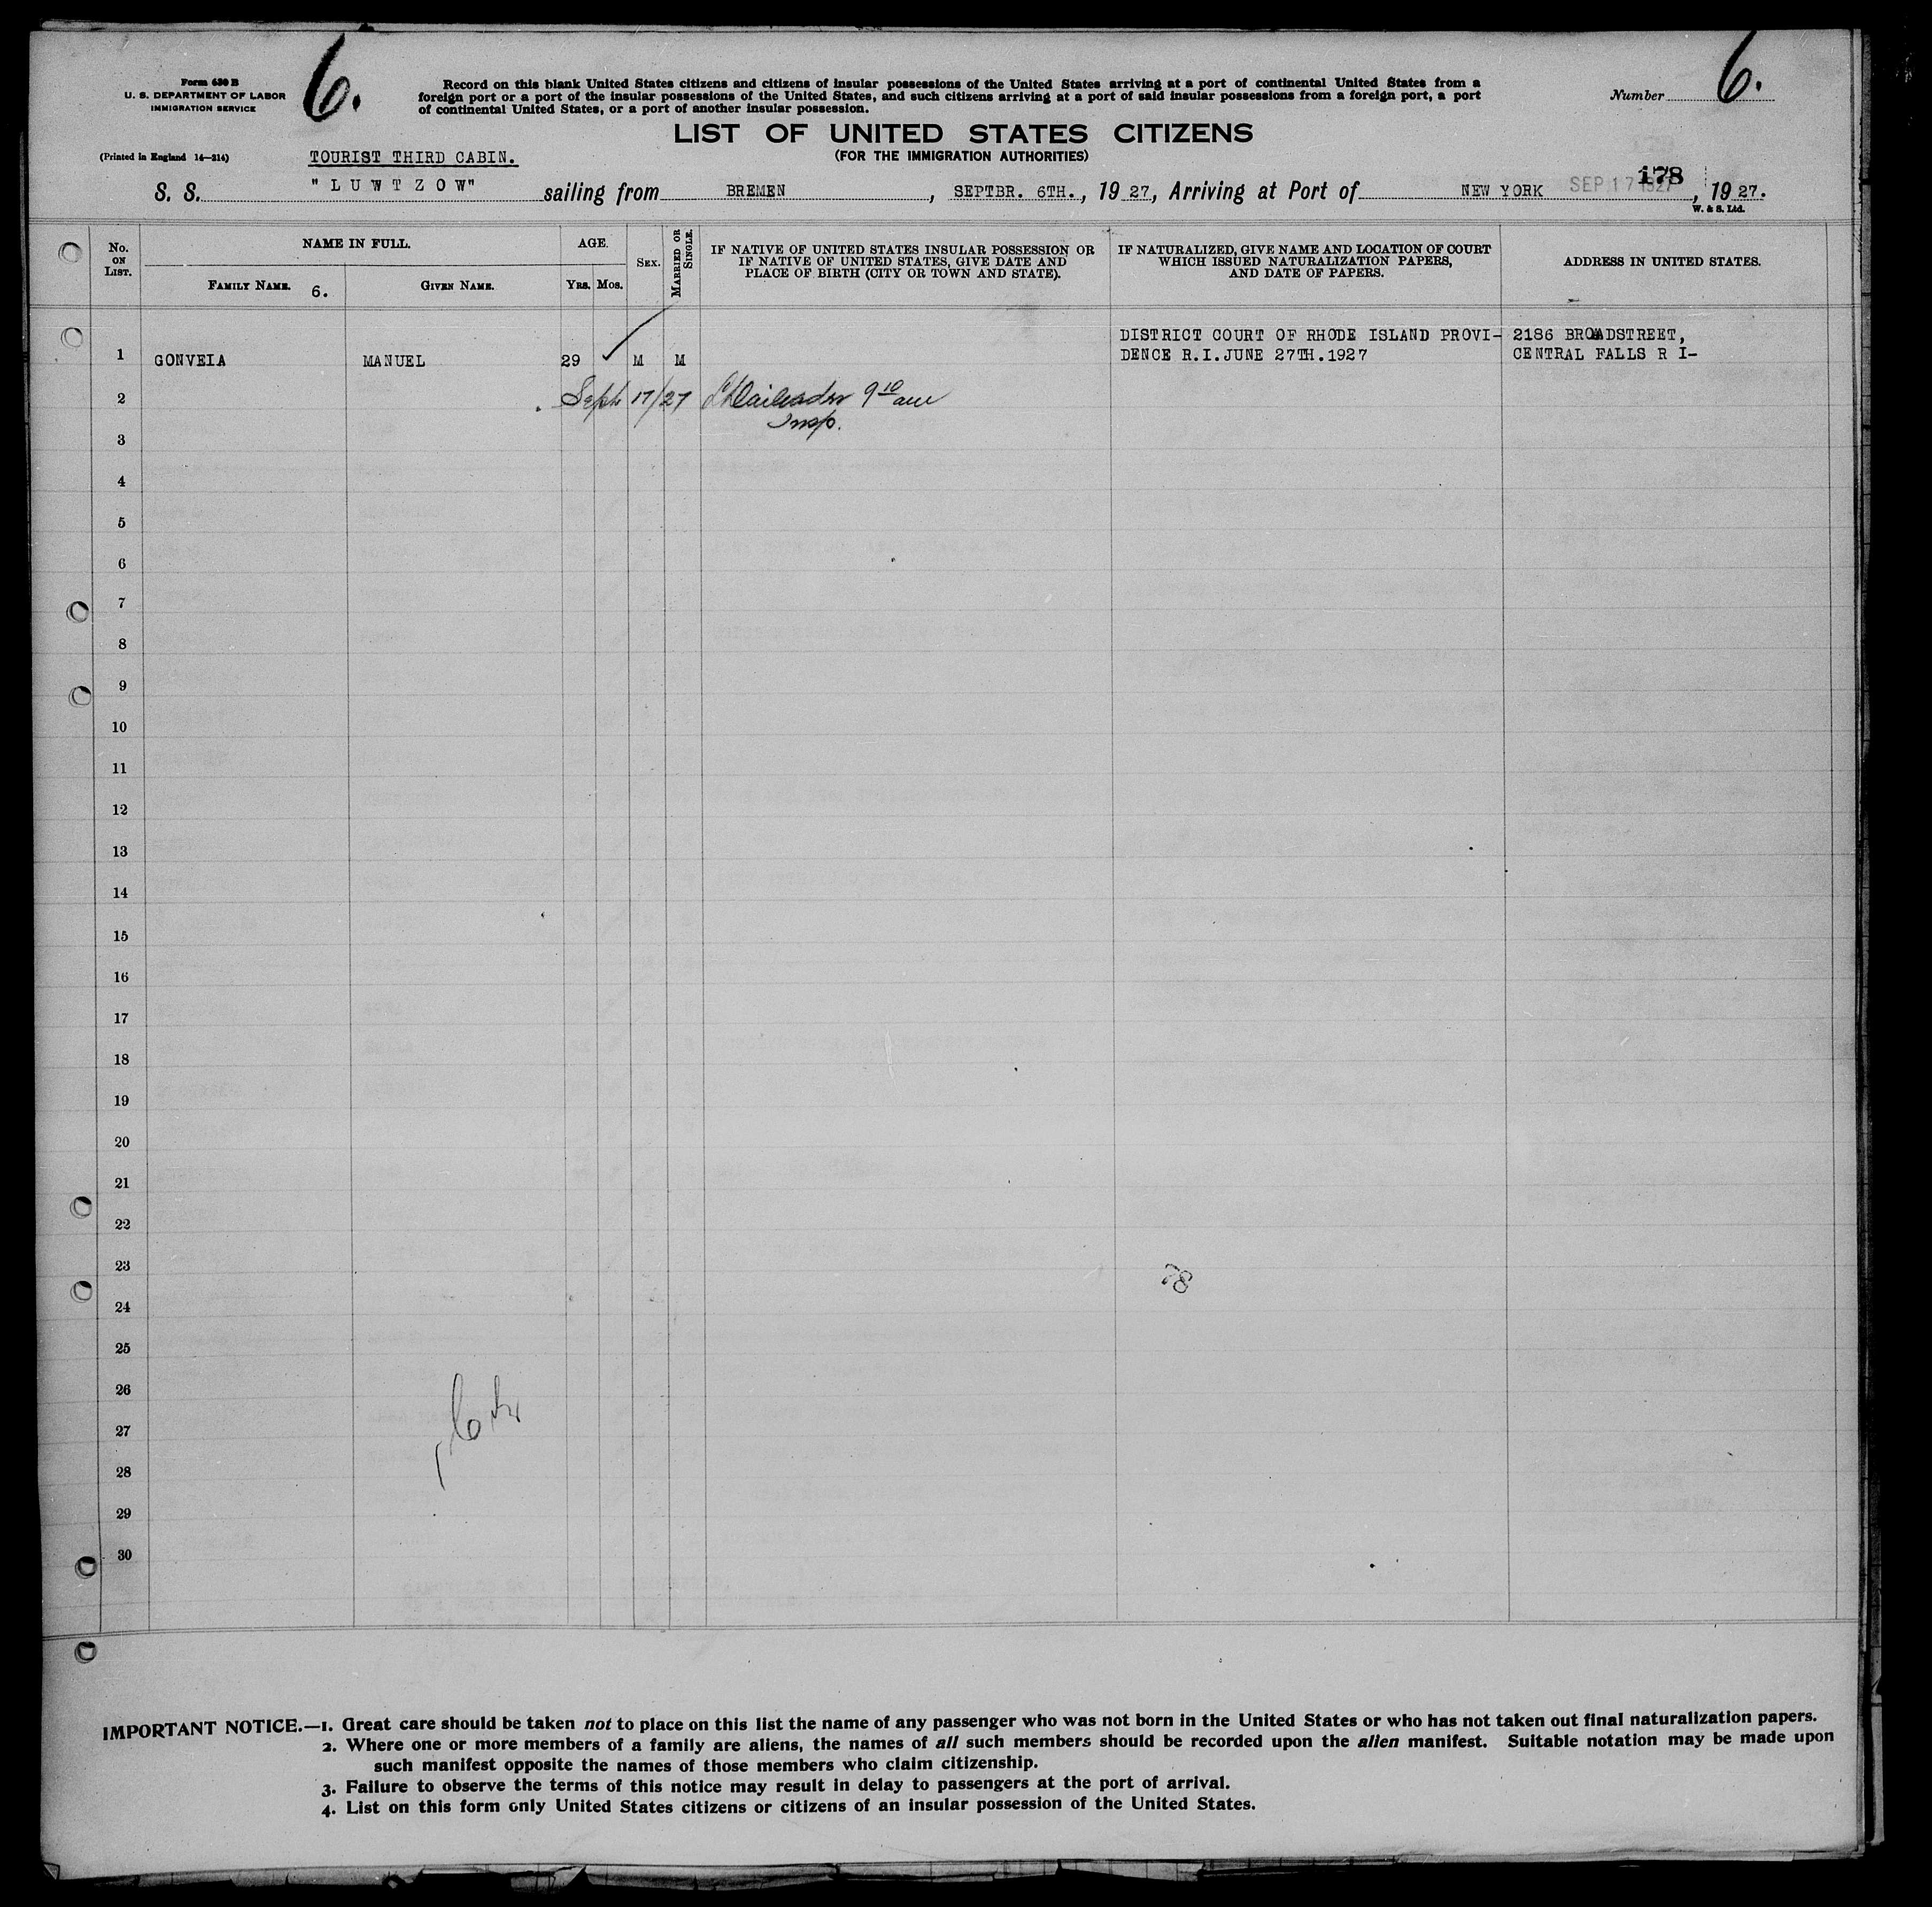 Form 630 B
U. S. DEPARTMENT OF LABOR
IMMIGRATION SERVICE
6.
Record on this blank United States citizens and citizens of insular possessions of the United States arriving at a port of continental United States from a
foreign port or a port of the insular possessions of the United States, and such citizens arriving at a port of said insular possessions from a foreign port, a port
of continental United States, or a port of another insular possession.
Number 6.
LIST OF UNITED STATES CITIZENS
(FOR THE IMMIGRATION AUTHORITIES)
(Printed in England 14—214)
TOURIST THIRD CABIN.
178
S. S. "LUWTZOW" sailing from BREMEN, SEPTBR. 6TH., 19 27, Arriving at Port of NEW YORK SEP 17 1927, 19 27.
W. & S. Ltd.
No. ON LIST.
NAME IN FULL.
FAMILY NAME. 6.
GIVEN NAME.
AGE.
YRS. MOS.
SEX.
MARRIED OR SINGLE.
IF NATIVE OF UNITED STATES INSULAR POSSESSION OR
IF NATIVE OF UNITED STATES, GIVE DATE AND
PLACE OF BIRTH (CITY OR TOWN AND STATE).
IF NATURALIZED, GIVE NAME AND LOCATION OF COURT
WHICH ISSUED NATURALIZATION PAPERS,
AND DATE OF PAPERS.
ADDRESS IN UNITED STATES.
DISTRICT COURT OF RHODE ISLAND PROVI- 2186 BROADSTREET,
1 GONVEIA MANUEL 29 M M DENCE R.I.JUNE 27TH.1927 CENTRAL FALLS R I-
2 Sept 17/27 9 10 am
Insp.
3
4
5
6
7
8
9
10
11
12
13
14
15
16
17
18
19
20
21
22
23
24
25
26
27
28
29
30
IMPORTANT NOTICE.—1. Great care should be taken not to place on this list the name of any passenger who was not born in the United States or who has not taken out final naturalization papers.
2. Where one or more members of a family are aliens, the names of all such members should be recorded upon the alien manifest. Suitable notation may be made upon
such manifest opposite the names of those members who claim citizenship.
3. Failure to observe the terms of this notice may result in delay to passengers at the port of arrival.
4. List on this form only United States citizens or citizens of an insular possession of the United States.